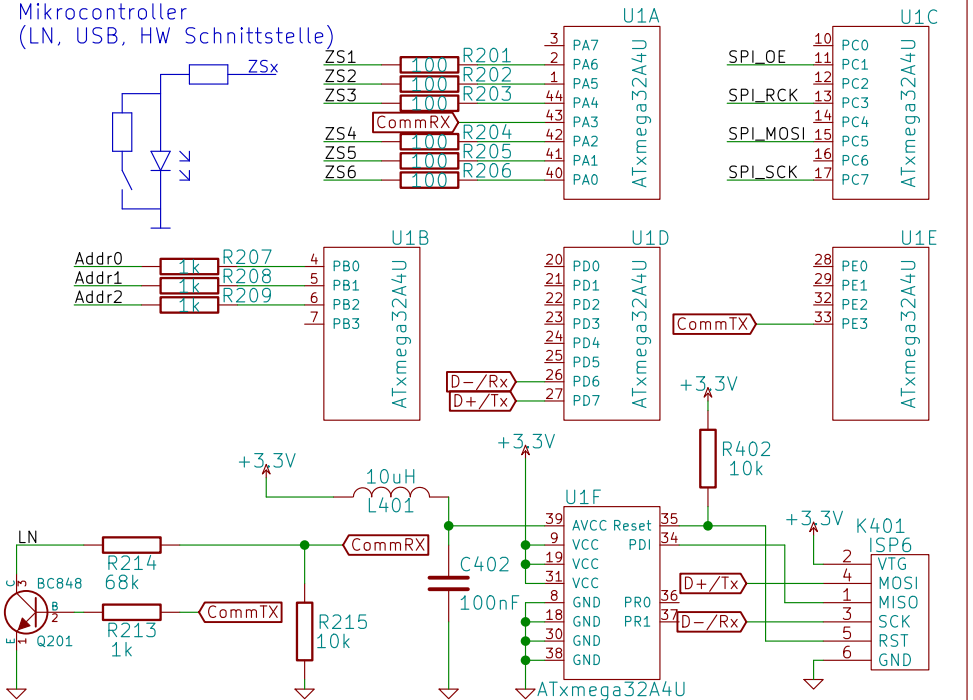 Mikrocontroller
(LN, USB, HW Schnittstelle)
ZSx
U1A
ZS1 100 R201 3 PA7
ZS2 100 R202 2 PA6
ZS3 100 R203 1 PA5
44 PA4
CommRX 43 PA3
ZS4 100 R204 42 PA2
ZS5 100 R205 41 PA1
ZS6 100 R206 40 PA0
ATxmega32A4U
U1C
10 PC0
SPI_OE 11 PC1
12 PC2
SPI_RCK 13 PC3
14 PC4
SPI_MOSI 15 PC5
16 PC6
SPI_SCK 17 PC7
ATxmega32A4U
U1B
Addr0 1k R207 4 PB0
Addr1 1k R208 5 PB1
Addr2 1k R209 6 PB2
7 PB3
ATxmega32A4U
U1D
20 PD0
21 PD1
22 PD2
23 PD3
24 PD4
25 PD5
D-/Rx 26 PD6
D+/Tx 27 PD7
ATxmega32A4U
U1E
28 PE0
29 PE1
32 PE2
CommTX 33 PE3
ATxmega32A4U
+3.3V
R402
10k
+3.3V
10uH
L401
+3.3V
C402
100nF
LN
R214
68k
CommRX
BC848
C
3
B
2
E
1
Q201
R213
1k
CommTX
R215
10k
U1F
39 AVCC Reset 35
9 VCC PDI 34
19 VCC
31 VCC
8 GND PR0 36
18 GND PR1 37
30 GND
38 GND
ATxmega32A4U
D+/Tx
D-/Rx
+3.3V
K401
ISP6
2 VTG
4 MOSI
1 MISO
3 SCK
5 RST
6 GND